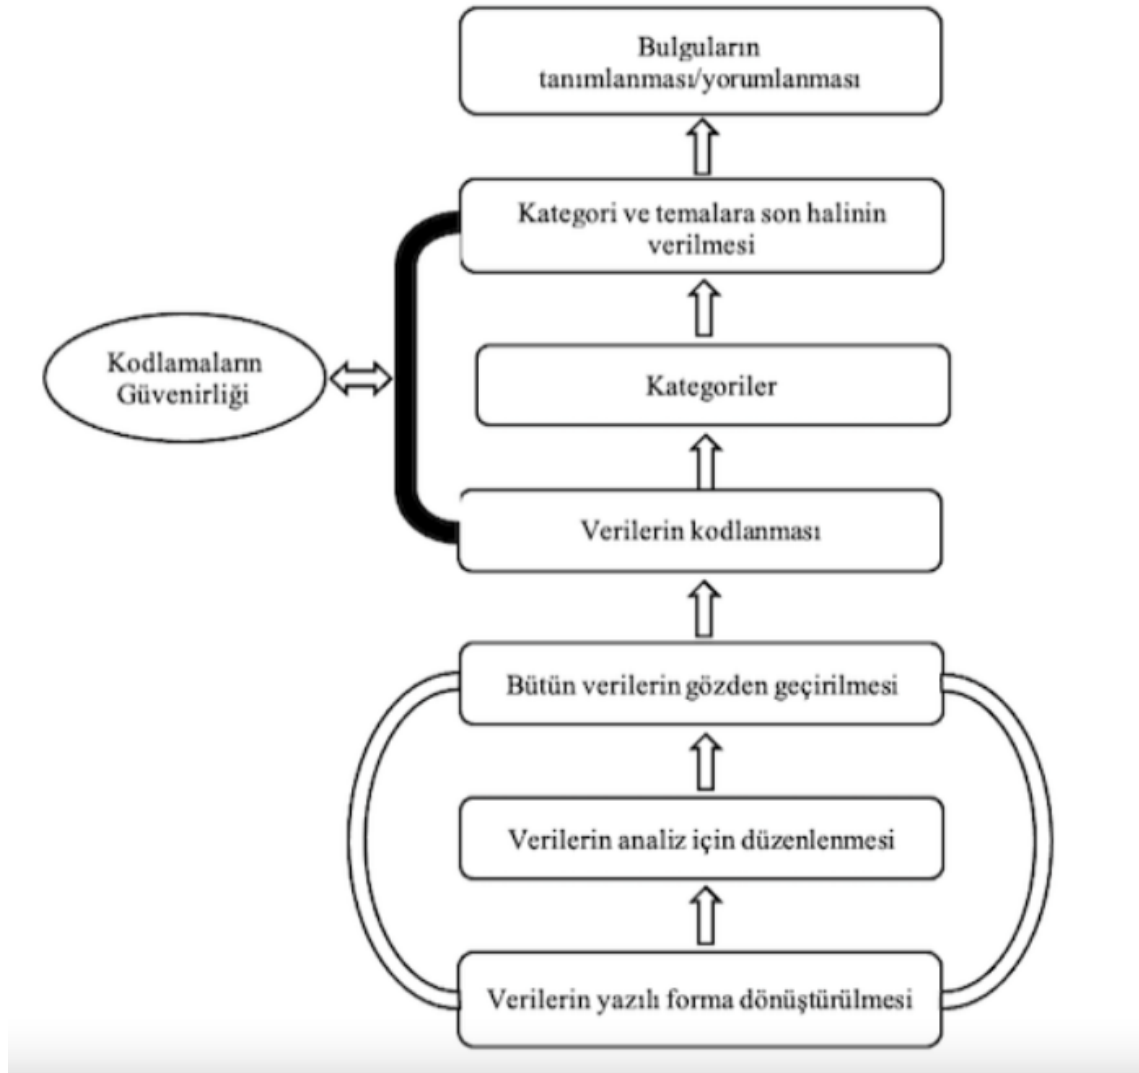 Bulguların
tanımlanması/yorumlanması
Kategori ve temalara son halinin
verilmesi
Kodlamaların
Güvenirliği
Kategoriler
Verilerin kodlanması
Bütün verilerin gözden geçirilmesi
Verilerin analiz için düzenlenmesi
Verilerin yazılı forma dönüştürülmesi